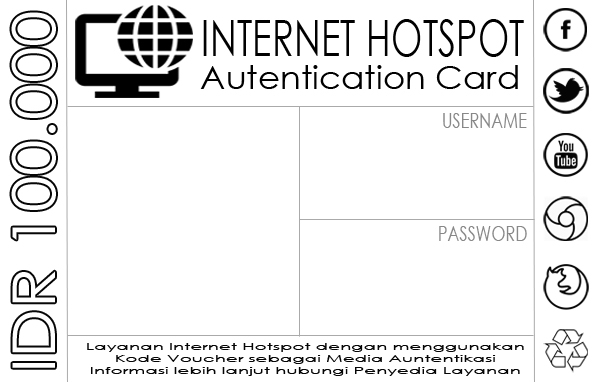 IDR 100.000
INTERNET HOTSPOT
Autentication Card
USERNAME
PASSWORD
Layanan Internet Hotspot dengan menggunakan
Kode Voucher sebagai Media Auntentikasi
Informasi lebih lanjut hubungi Penyedia Layanan
f
You
Tube